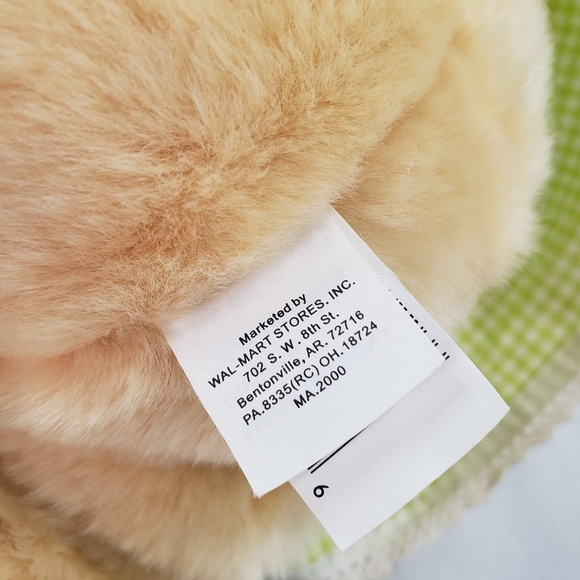 Marketed by
WAL-MART STORES. INC.
702 S. W . 8th St.
Bentonville, AR. 72716
PA.8335(RC) OH. 18724
MA.2000